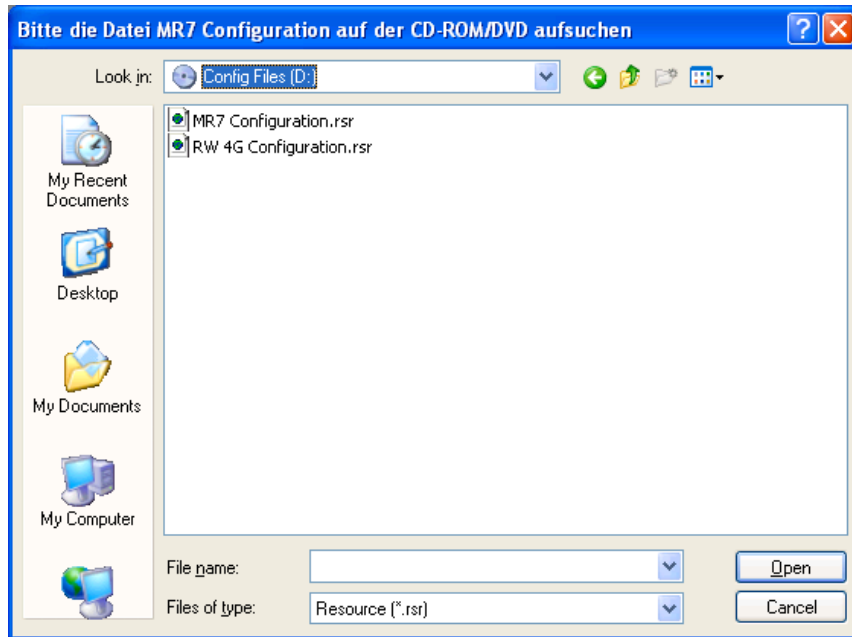 Bitte die Datei MR7 Configuration auf der CD-ROM/DVD aufsuchen
Look in:
Config Files (D:)
MR7 Configuration.rsr
RW 4G Configuration.rsr
My Recent
Documents
Desktop
My Documents
My Computer
File name:
Open
Files of type:
Resource (*.rsr)
Cancel